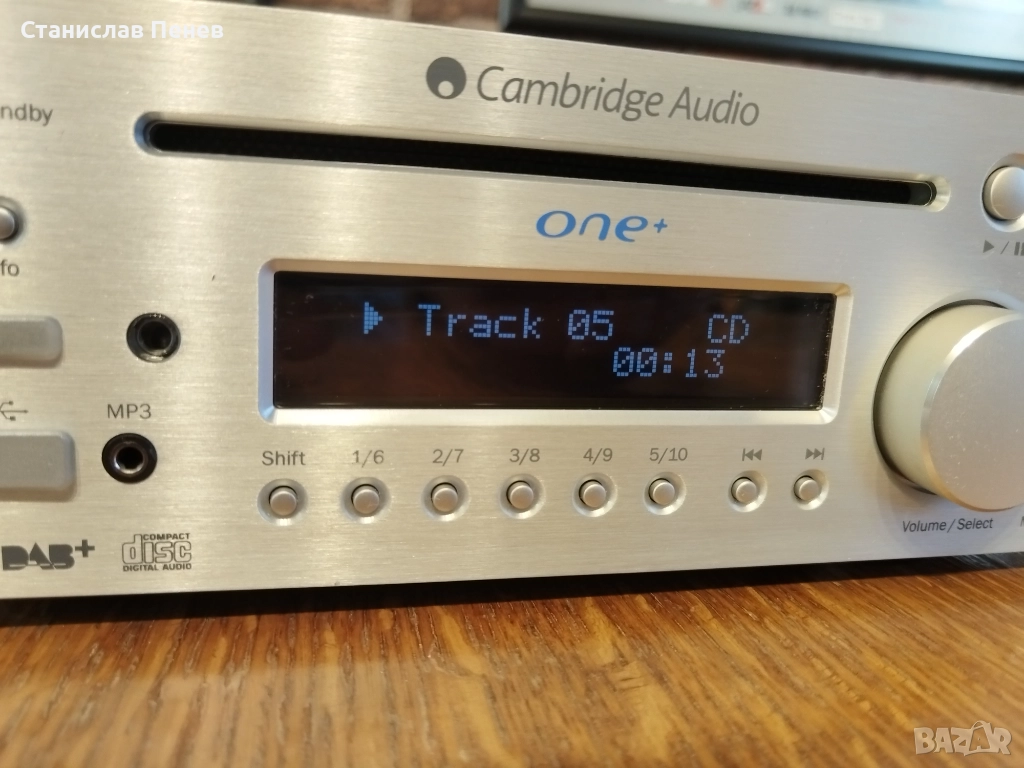 Станислав Пенев
Cambridge Audio
ndby
one+
fo
Track 05 CD
00:13
MP3
Shift 1/6 2/7 3/8 4/9 5/10
Volume/Select
DAB+
COMPACT
disc
DIGITAL AUDIO
BAZAR